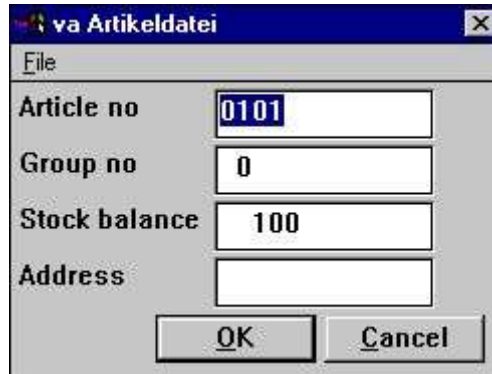 va Artikeldatei
File
Article no 0101
Group no 0
Stock balance 100
Address
OK Cancel